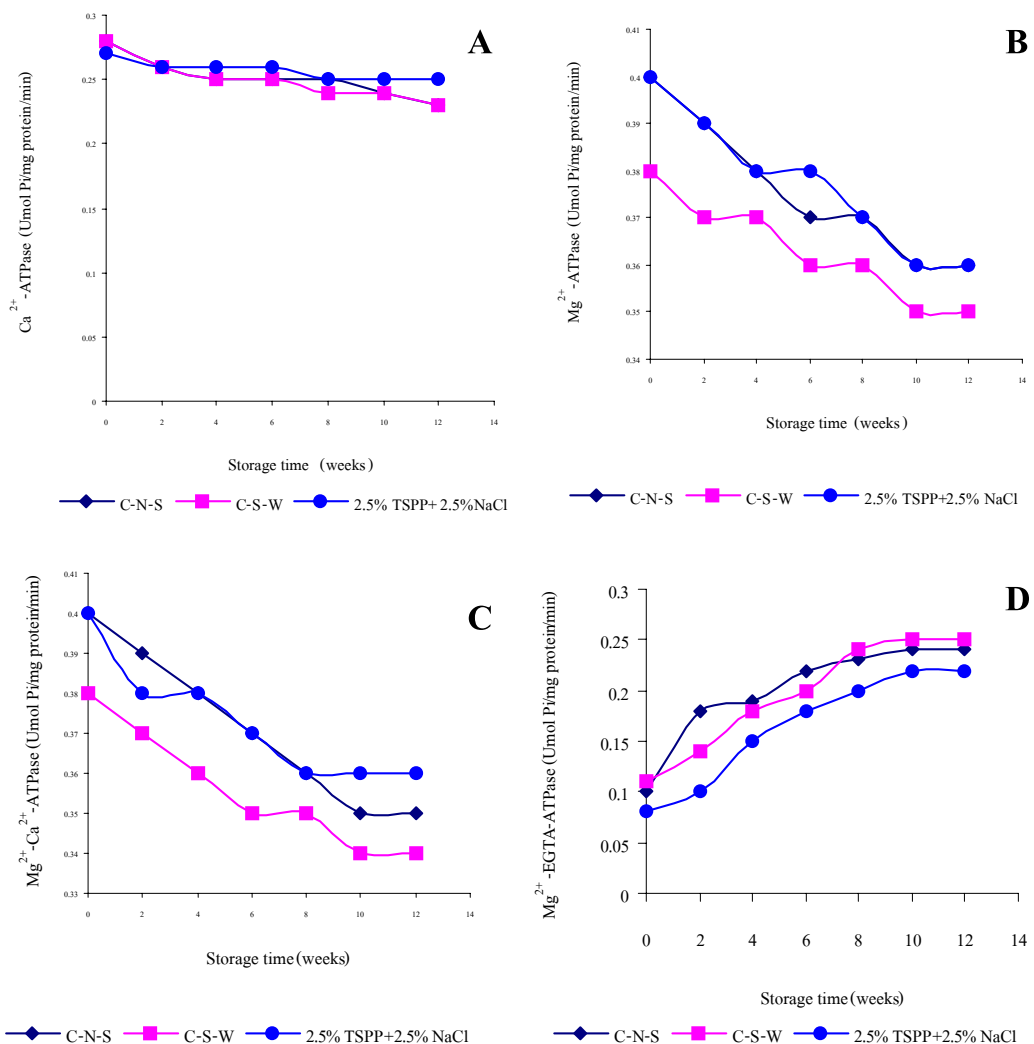 A
Ca 2+ -ATPase (Umol Pi/mg protein/min)
0.3
0.25
0.2
0.15
0.1
0.05
0
0 2 4 6 8 10 12 14
Storage time (weeks)
C-N-S C-S-W 2.5% TSPP+2.5%NaCl
B
Mg 2+ -ATPase (Umol Pi/mg protein/min)
0.41
0.4
0.39
0.38
0.37
0.36
0.35
0.34
0 2 4 6 8 10 12 14
Storage time (weeks)
C-N-S C-S-W 2.5% TSPP+2.5%NaCl
C
Mg 2+ -Ca 2+ -ATPase (Umol Pi/mg protein/min)
0.41
0.4
0.39
0.38
0.37
0.36
0.35
0.34
0.33
0 2 4 6 8 10 12 14
Storage time (weeks)
C-N-S C-S-W 2.5% TSPP+2.5% NaCl
D
Mg 2+ -EGTA-ATPase (Umol Pi/mg protein/min)
0.3
0.25
0.2
0.15
0.1
0.05
0
0 2 4 6 8 10 12 14
Storage time (weeks)
C-N-S C-S-W 2.5% TSPP+2.5% NaCl